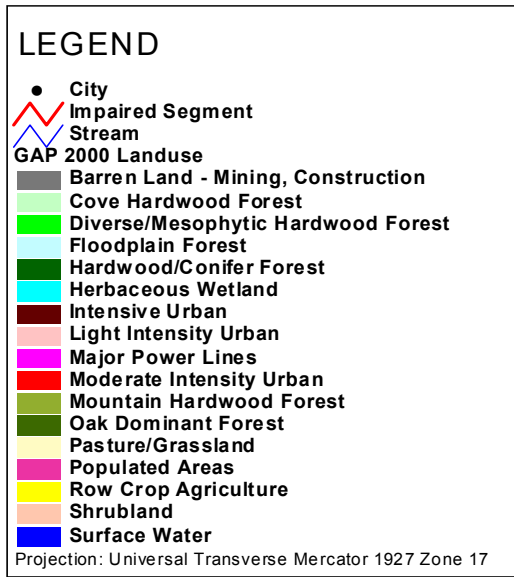 LEGEND
City
Impaired Segment
Stream
GAP 2000 Landuse
Barren Land - Mining, Construction
Cove Hardwood Forest
Diverse/Mesophytic Hardwood Forest
Floodplain Forest
Hardwood/Conifer Forest
Herbaceous Wetland
Intensive Urban
Light Intensity Urban
Major Power Lines
Moderate Intensity Urban
Mountain Hardwood Forest
Oak Dominant Forest
Pasture/Grassland
Populated Areas
Row Crop Agriculture
Shrubland
Surface Water
Projection: Universal Transverse Mercator 1927 Zone 17